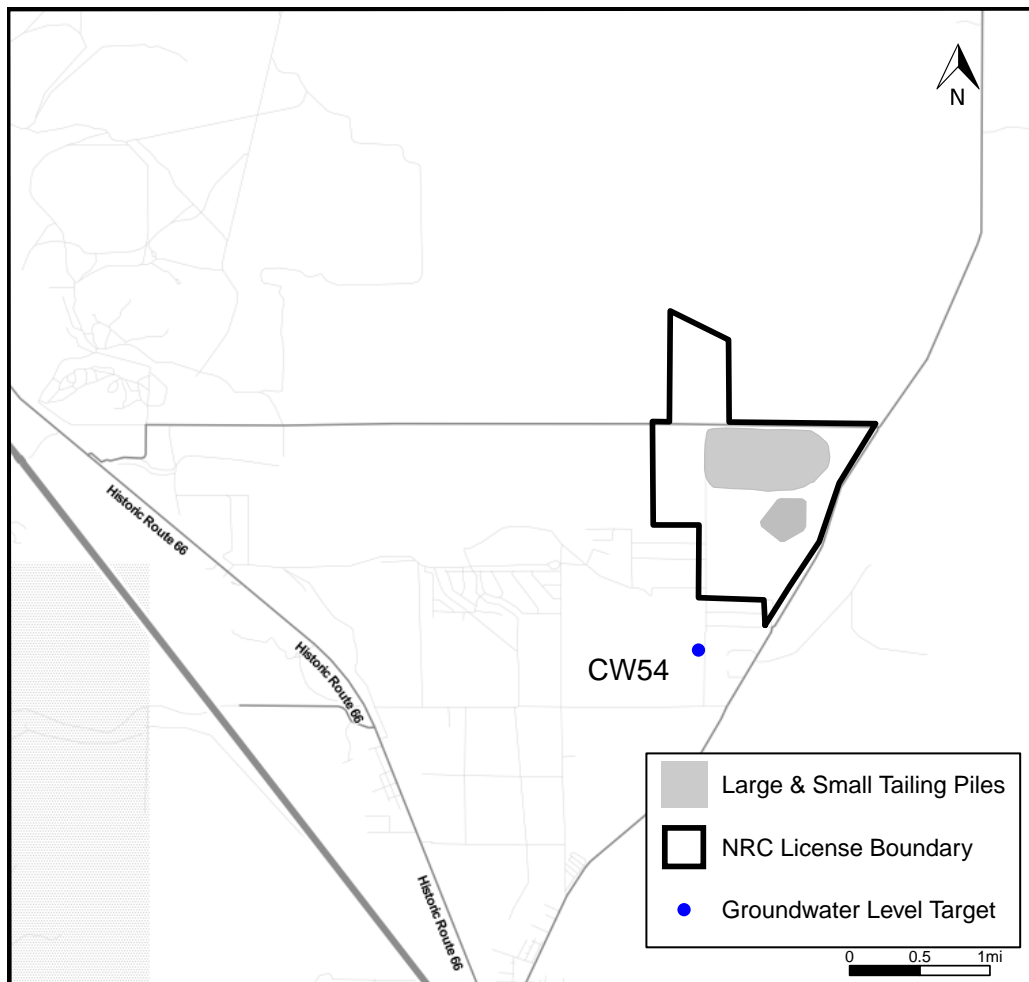 N
Historic Route 66
Historic Route 66
CW54
Historic Route 66
Large & Small Tailing Piles
NRC License Boundary
Groundwater Level Target
0 0.5 1mi